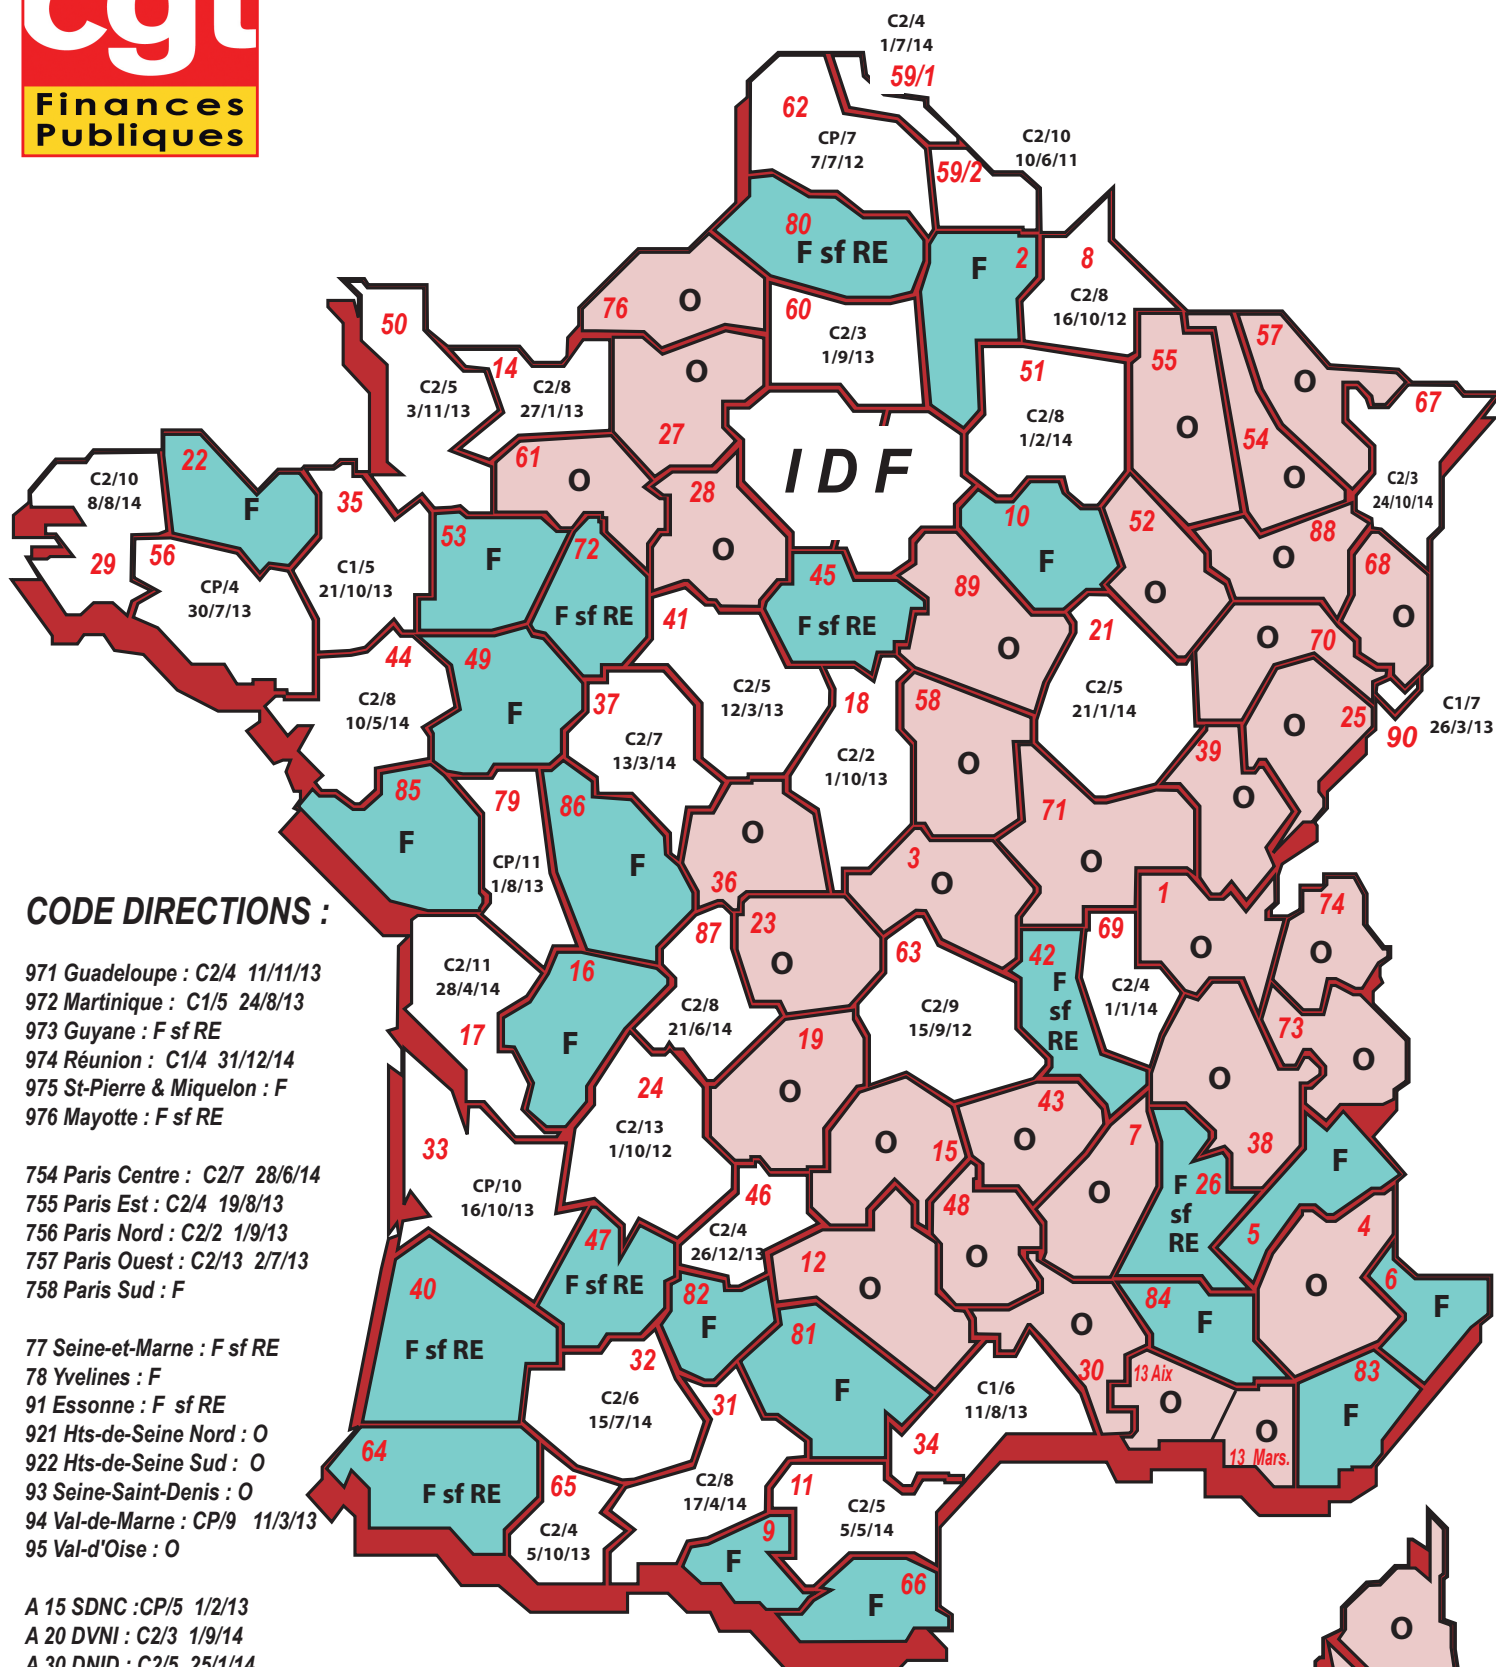 cgt
Finances
Publiques
C2/4
1/7/14
59/1
62
CP/7
7/7/12
C2/10
10/6/11
59/2
80
F sf RE
2
F
8
C2/8
16/10/12
76
O
60
C2/3
1/9/13
50
C2/5
3/11/13
14
C2/8
27/1/13
27
O
51
C2/8
1/2/14
55
O
57
O
54
O
67
C2/3
24/10/14
IDF
61
O
28
O
22
F
C2/10
8/8/14
29
35
C1/5
21/10/13
56
CP/4
30/7/13
53
F
72
F sf RE
10
F
52
O
88
O
68
O
45
F sf RE
89
O
41
C2/5
12/3/13
21
C2/5
21/1/14
70
O
44
C2/8
10/5/14
49
F
37
C2/7
13/3/14
18
C2/2
1/10/13
58
O
39
O
25
O
90
C1/7
26/3/13
85
F
79
CP/11
1/8/13
86
F
36
O
3
O
71
O
1
O
74
O
23
O
87
C2/8
21/6/14
63
C2/9
15/9/12
42
F
sf
RE
69
C2/4
1/1/14
C2/11
28/4/14
17
16
F
19
O
73
O
38
O
24
C2/13
1/10/12
33
CP/10
16/10/13
15
O
43
O
7
O
26
F
sf
RE
5
F
4
O
46
C2/4
26/12/13
48
O
47
F sf RE
12
O
40
F sf RE
82
F
81
F
84
F
6
F
32
C2/6
15/7/14
31
C2/8
17/4/14
30
O
13 Aix
O
13 Mars.
O
83
F
C1/6
11/8/13
34
64
F sf RE
65
C2/4
5/10/13
11
C2/5
5/5/14
9
F
66
F
O
CODE DIRECTIONS :
971 Guadeloupe : C2/4 11/11/13
972 Martinique : C1/5 24/8/13
973 Guyane : F sf RE
974 Réunion : C1/4 31/12/14
975 St-Pierre & Miquelon : F
976 Mayotte : F sf RE
754 Paris Centre : C2/7 28/6/14
755 Paris Est : C2/4 19/8/13
756 Paris Nord : C2/2 1/9/13
757 Paris Ouest : C2/13 2/7/13
758 Paris Sud : F
77 Seine-et-Marne : F sf RE
78 Yvelines : F
91 Essonne : F sf RE
921 Hts-de-Seine Nord : O
922 Hts-de-Seine Sud : O
93 Seine-Saint-Denis : O
94 Val-de-Marne : CP/9 11/3/13
95 Val-d'Oise : O
A 15 SDNC :CP/5 1/2/13
A 20 DVNI : C2/3 1/9/14
A 30 DNID : C2/5 25/1/14